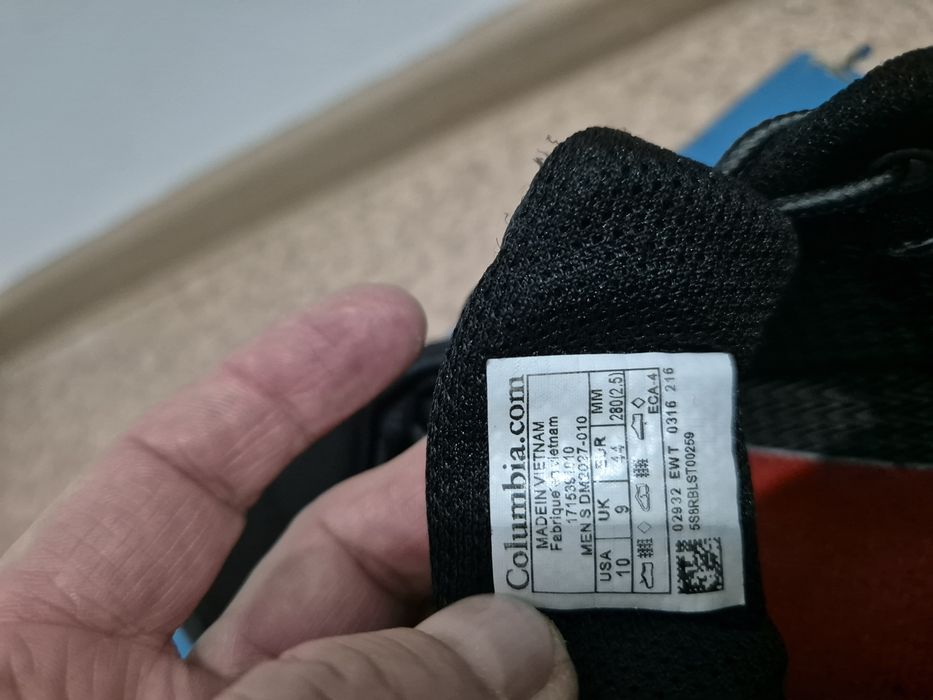 Columbia.com
MADE IN VIETNAM
Fabrique en Vietnam
MEN S DM2027-010
USA UK EUR MM
10 9 44 280(2.5)
ECA-4
02932 EWT 0316 216
5S8RBLST00259